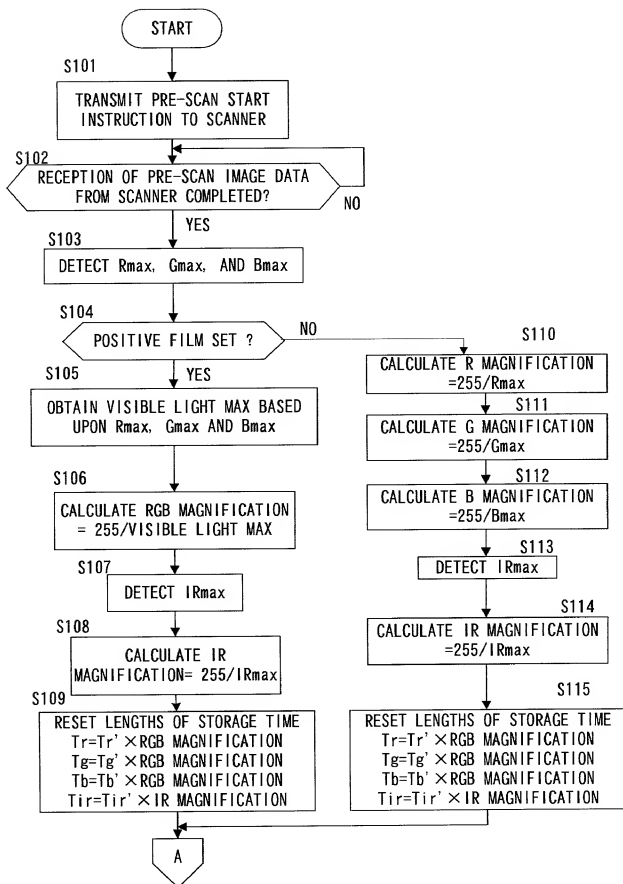 START
S101
TRANSMIT PRE-SCAN START
INSTRUCTION TO SCANNER
S102
RECEPTION OF PRE-SCAN IMAGE DATA
FROM SCANNER COMPLETED?
NO
YES
S103
DETECT Rmax, Gmax, AND Bmax
S104
POSITIVE FILM SET ?
NO
YES
S105
OBTAIN VISIBLE LIGHT MAX BASED
UPON Rmax, Gmax AND Bmax
S106
CALCULATE RGB MAGNIFICATION
= 255/VISIBLE LIGHT MAX
S107
DETECT IRmax
S108
CALCULATE IR
MAGNIFICATION= 255/IRmax
S109
RESET LENGTHS OF STORAGE TIME
Tr=Tr' ×RGB MAGNIFICATION
Tg=Tg' ×RGB MAGNIFICATION
Tb=Tb' ×RGB MAGNIFICATION
Tir=Tir' ×IR MAGNIFICATION
S110
CALCULATE R MAGNIFICATION
=255/Rmax
S111
CALCULATE G MAGNIFICATION
=255/Gmax
S112
CALCULATE B MAGNIFICATION
=255/Bmax
S113
DETECT IRmax
S114
CALCULATE IR MAGNIFICATION
=255/IRmax
S115
RESET LENGTHS OF STORAGE TIME
Tr=Tr' ×RGB MAGNIFICATION
Tg=Tg' ×RGB MAGNIFICATION
Tb=Tb' ×RGB MAGNIFICATION
Tir=Tir' ×IR MAGNIFICATION
A